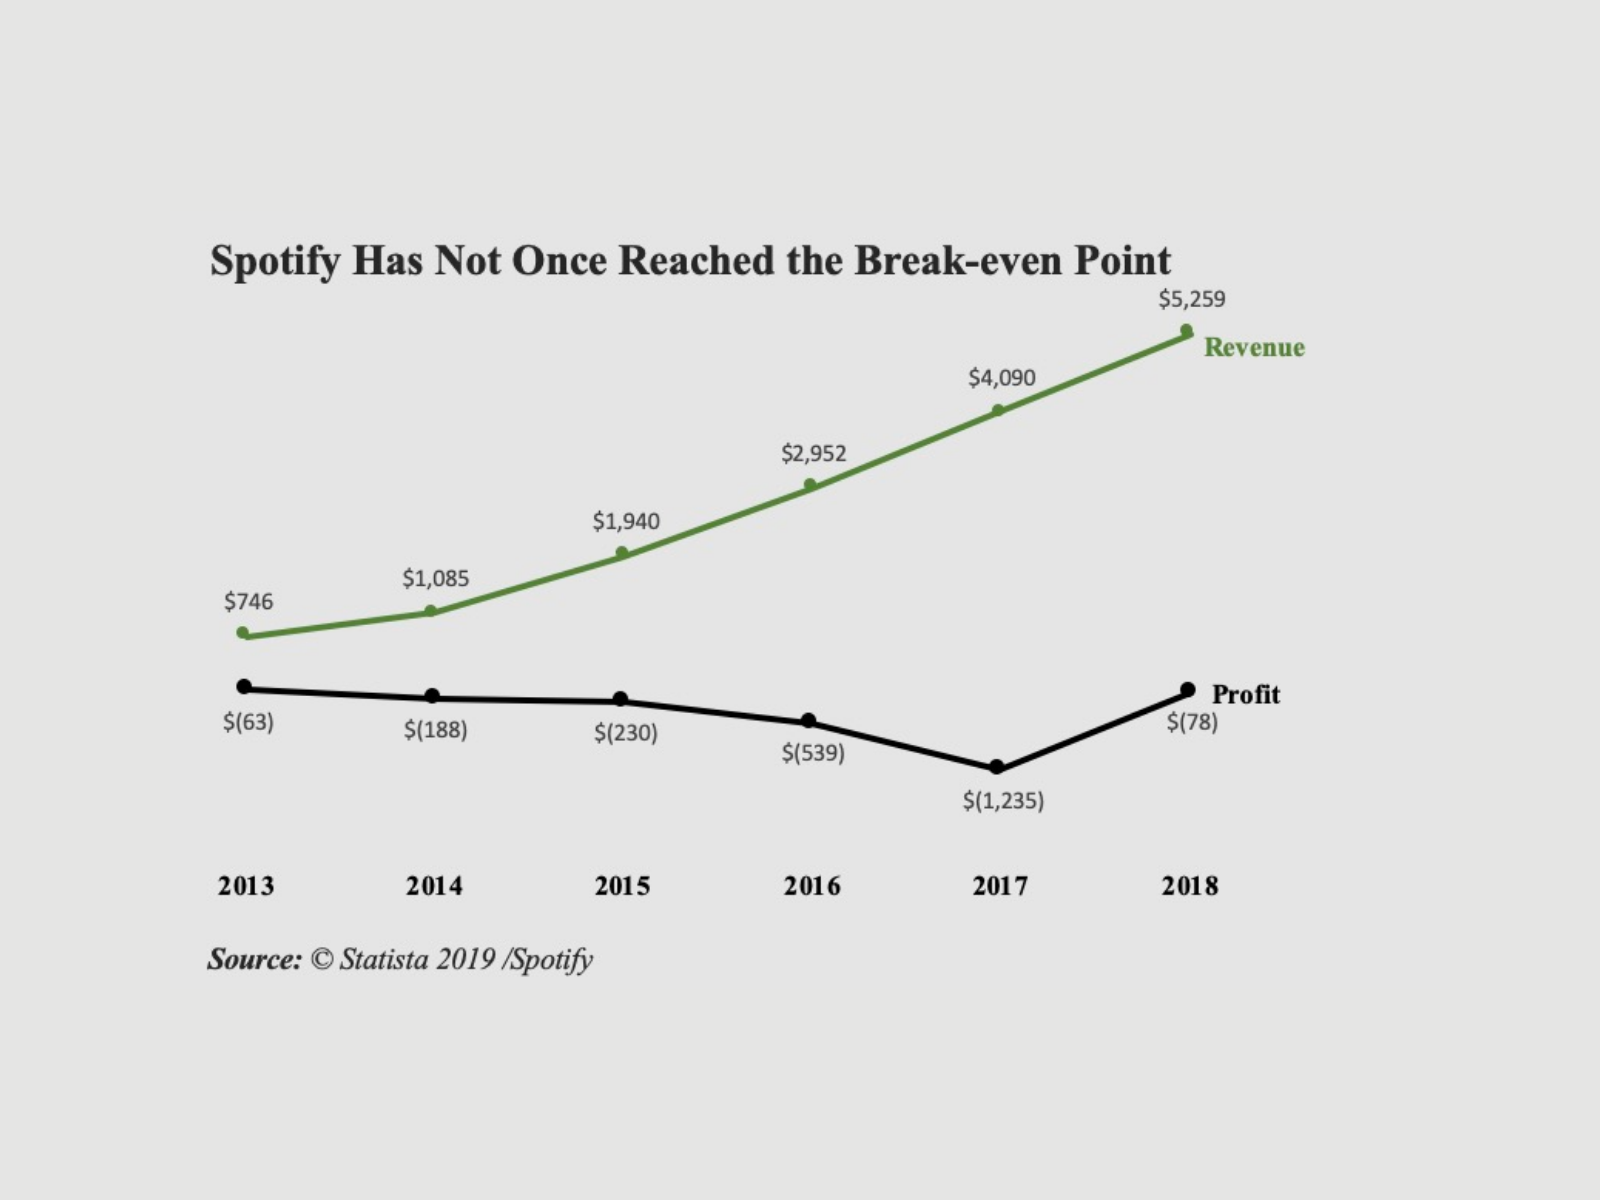 Spotify Has Not Once Reached the Break-even Point
$5,259
Revenue
$4,090
$2,952
$1,940
$1,085
$746
Profit
$(63)
$(188)
$(230)
$(539)
$(1,235)
$(78)
2013 2014 2015 2016 2017 2018
Source: © Statista 2019 /Spotify